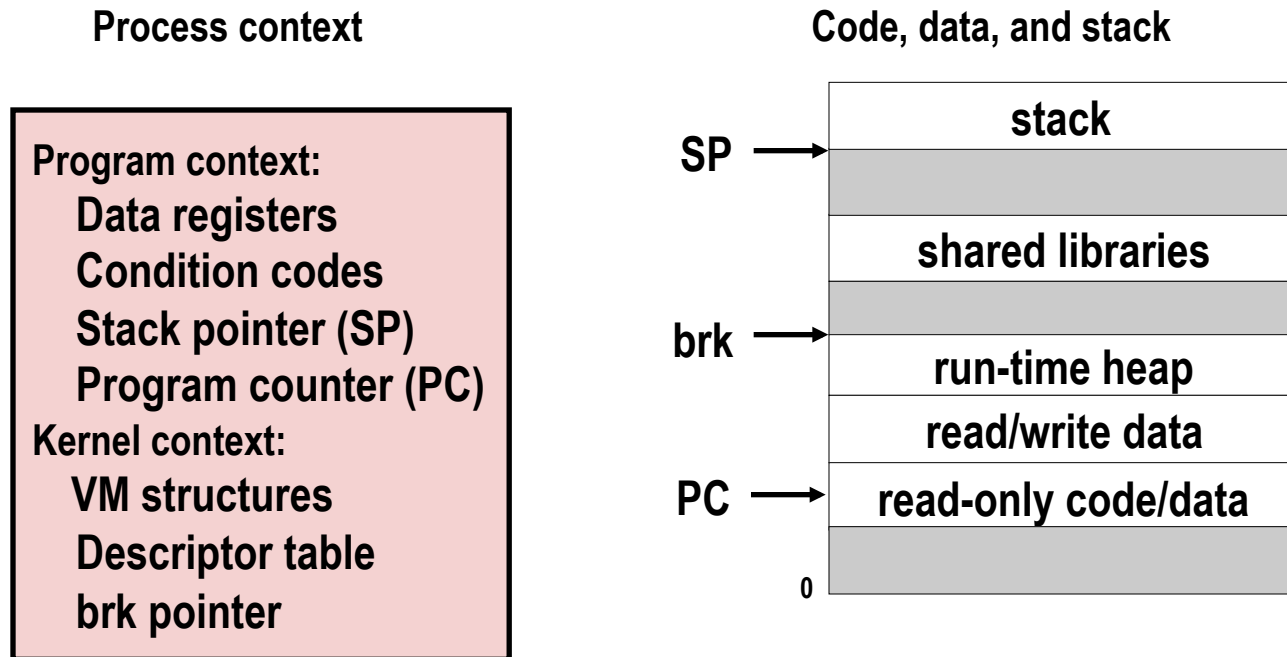 Process context
Program context:
Data registers
Condition codes
Stack pointer (SP)
Program counter (PC)
Kernel context:
VM structures
Descriptor table
brk pointer
Code, data, and stack
stack
SP
shared libraries
brk
run-time heap
read/write data
PC
read-only code/data
0